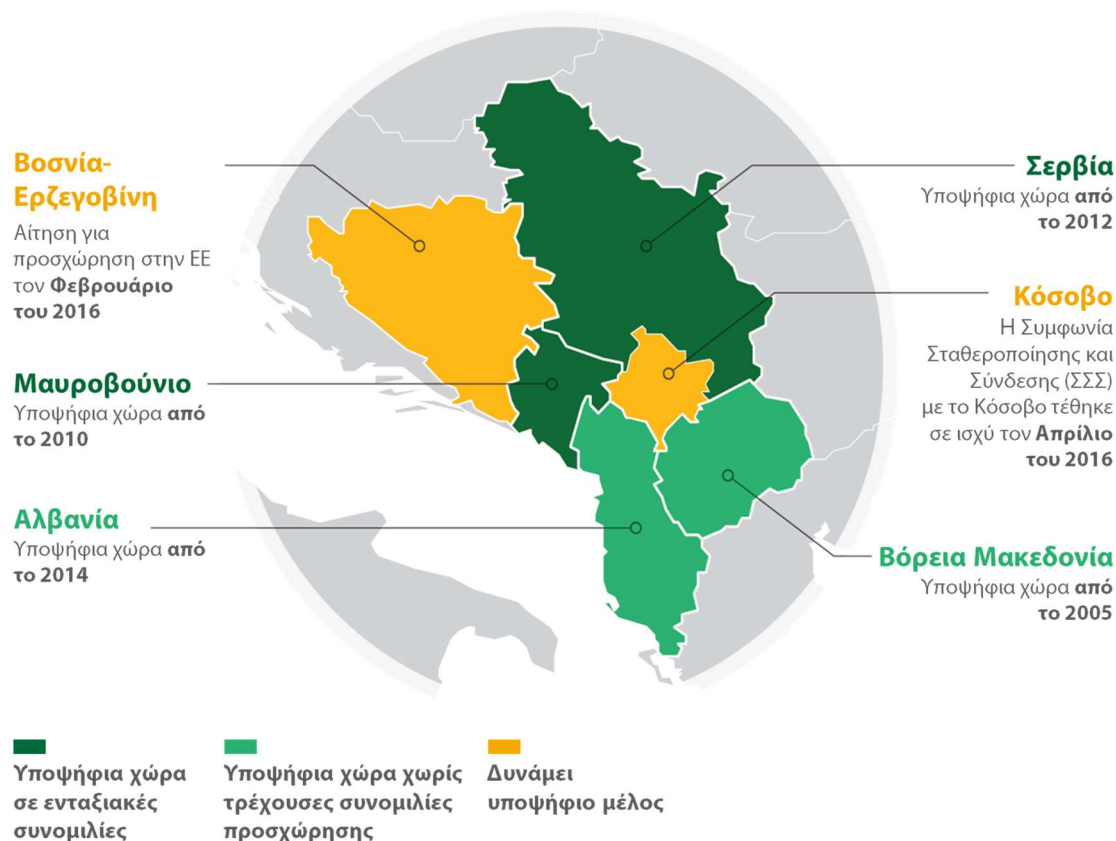 Βοσνία-
Ερζεγοβίνη
Αίτηση για
προσχώρηση στην ΕΕ
τον Φεβρουάριο
του 2016
Μαυροβούνιο
Υποψήφια χώρα από
το 2010
Αλβανία
Υποψήφια χώρα από
το 2014
Σερβία
Υποψήφια χώρα από
το 2012
Κόσοβο
Η Συμφωνία
Σταθεροποίησης και
Σύνδεσης (ΣΣΣ)
με το Κόσοβο τέθηκε
σε ισχύ τον Απρίλιο
του 2016
Βόρεια Μακεδονία
Υποψήφια χώρα από
το 2005
Υποψήφια χώρα
σε ενταξιακές
συνομιλίες
Υποψήφια χώρα χωρίς
τρέχουσες συνομιλίες
προσχώρησης
Δυνάμει
υποψήφιο μέλος